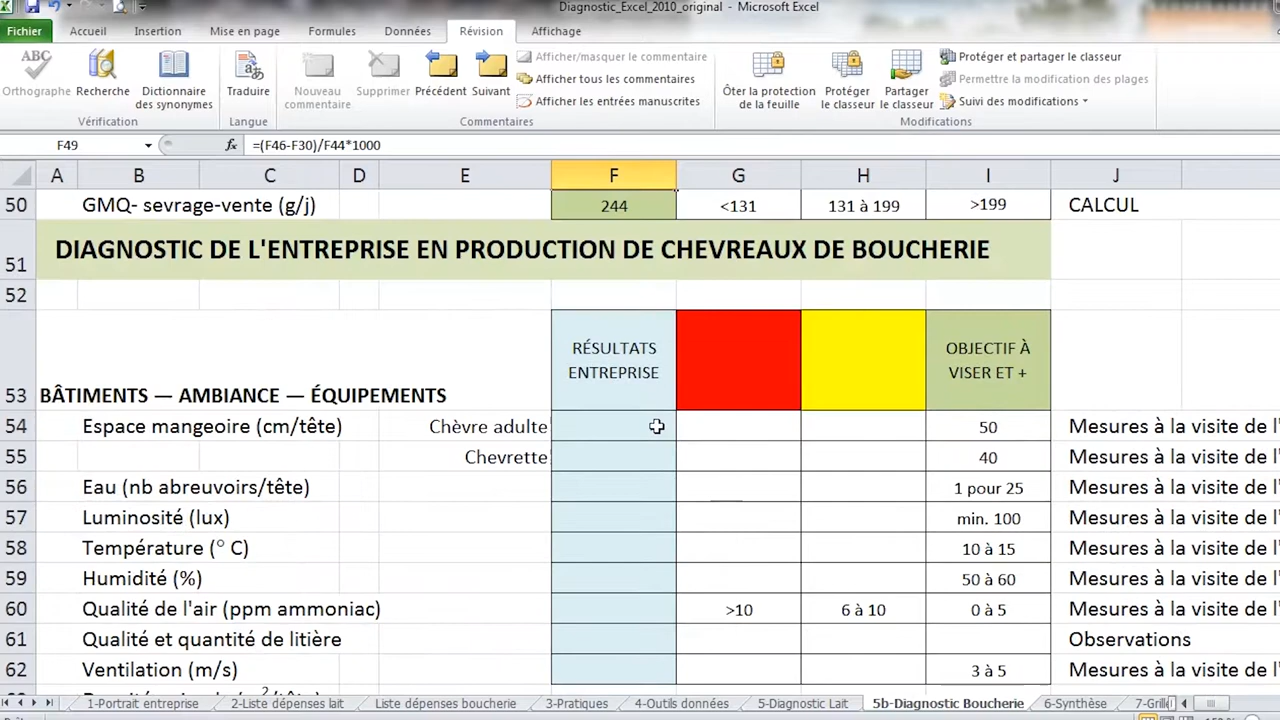 Diagnostic_Excel_2010_original - Microsoft Excel
Fichier Accueil Insertion Mise en page Formules Données Révision Affichage
ABC
Orthographe Recherche Dictionnaire des synonymes
Vérification
Traduire
Langue
Nouveau commentaire Supprimer Précédent Suivant
Afficher/masquer le commentaire
Afficher tous les commentaires
Afficher les entrées manuscrites
Commentaires
Ôter la protection de la feuille Protéger le classeur Partager le classeur
Protéger et partager le classeur
Permettre la modification des plages
Suivi des modifications
Modifications
F49 fx =(F46-F30)/F44*1000
A B C D E F G H I J
50 GMQ- sevrage-vente (g/j) 244 <131 131 à 199 >199 CALCUL
51 DIAGNOSTIC DE L'ENTREPRISE EN PRODUCTION DE CHEVREAUX DE BOUCHERIE
52
53 BÂTIMENTS — AMBIANCE — ÉQUIPEMENTS RÉSULTATS ENTREPRISE OBJECTIF À VISER ET +
54 Espace mangeoire (cm/tête) Chèvre adulte 50 Mesures à la visite de l'
55 Chevrette 40 Mesures à la visite de l'
56 Eau (nb abreuvoirs/tête) 1 pour 25 Mesures à la visite de l'
57 Luminosité (lux) min. 100 Mesures à la visite de l'
58 Température (° C) 10 à 15 Mesures à la visite de l'
59 Humidité (%) 50 à 60 Mesures à la visite de l'
60 Qualité de l'air (ppm ammoniac) >10 6 à 10 0 à 5 Mesures à la visite de l'
61 Qualité et quantité de litière Observations
62 Ventilation (m/s) 3 à 5 Mesures à la visite de l'
1-Portrait entreprise 2-Liste dépenses lait Liste dépenses boucherie 3-Pratiques 4-Outils données 5-Diagnostic Lait 5b-Diagnostic Boucherie 6-Synthèse 7-Grille